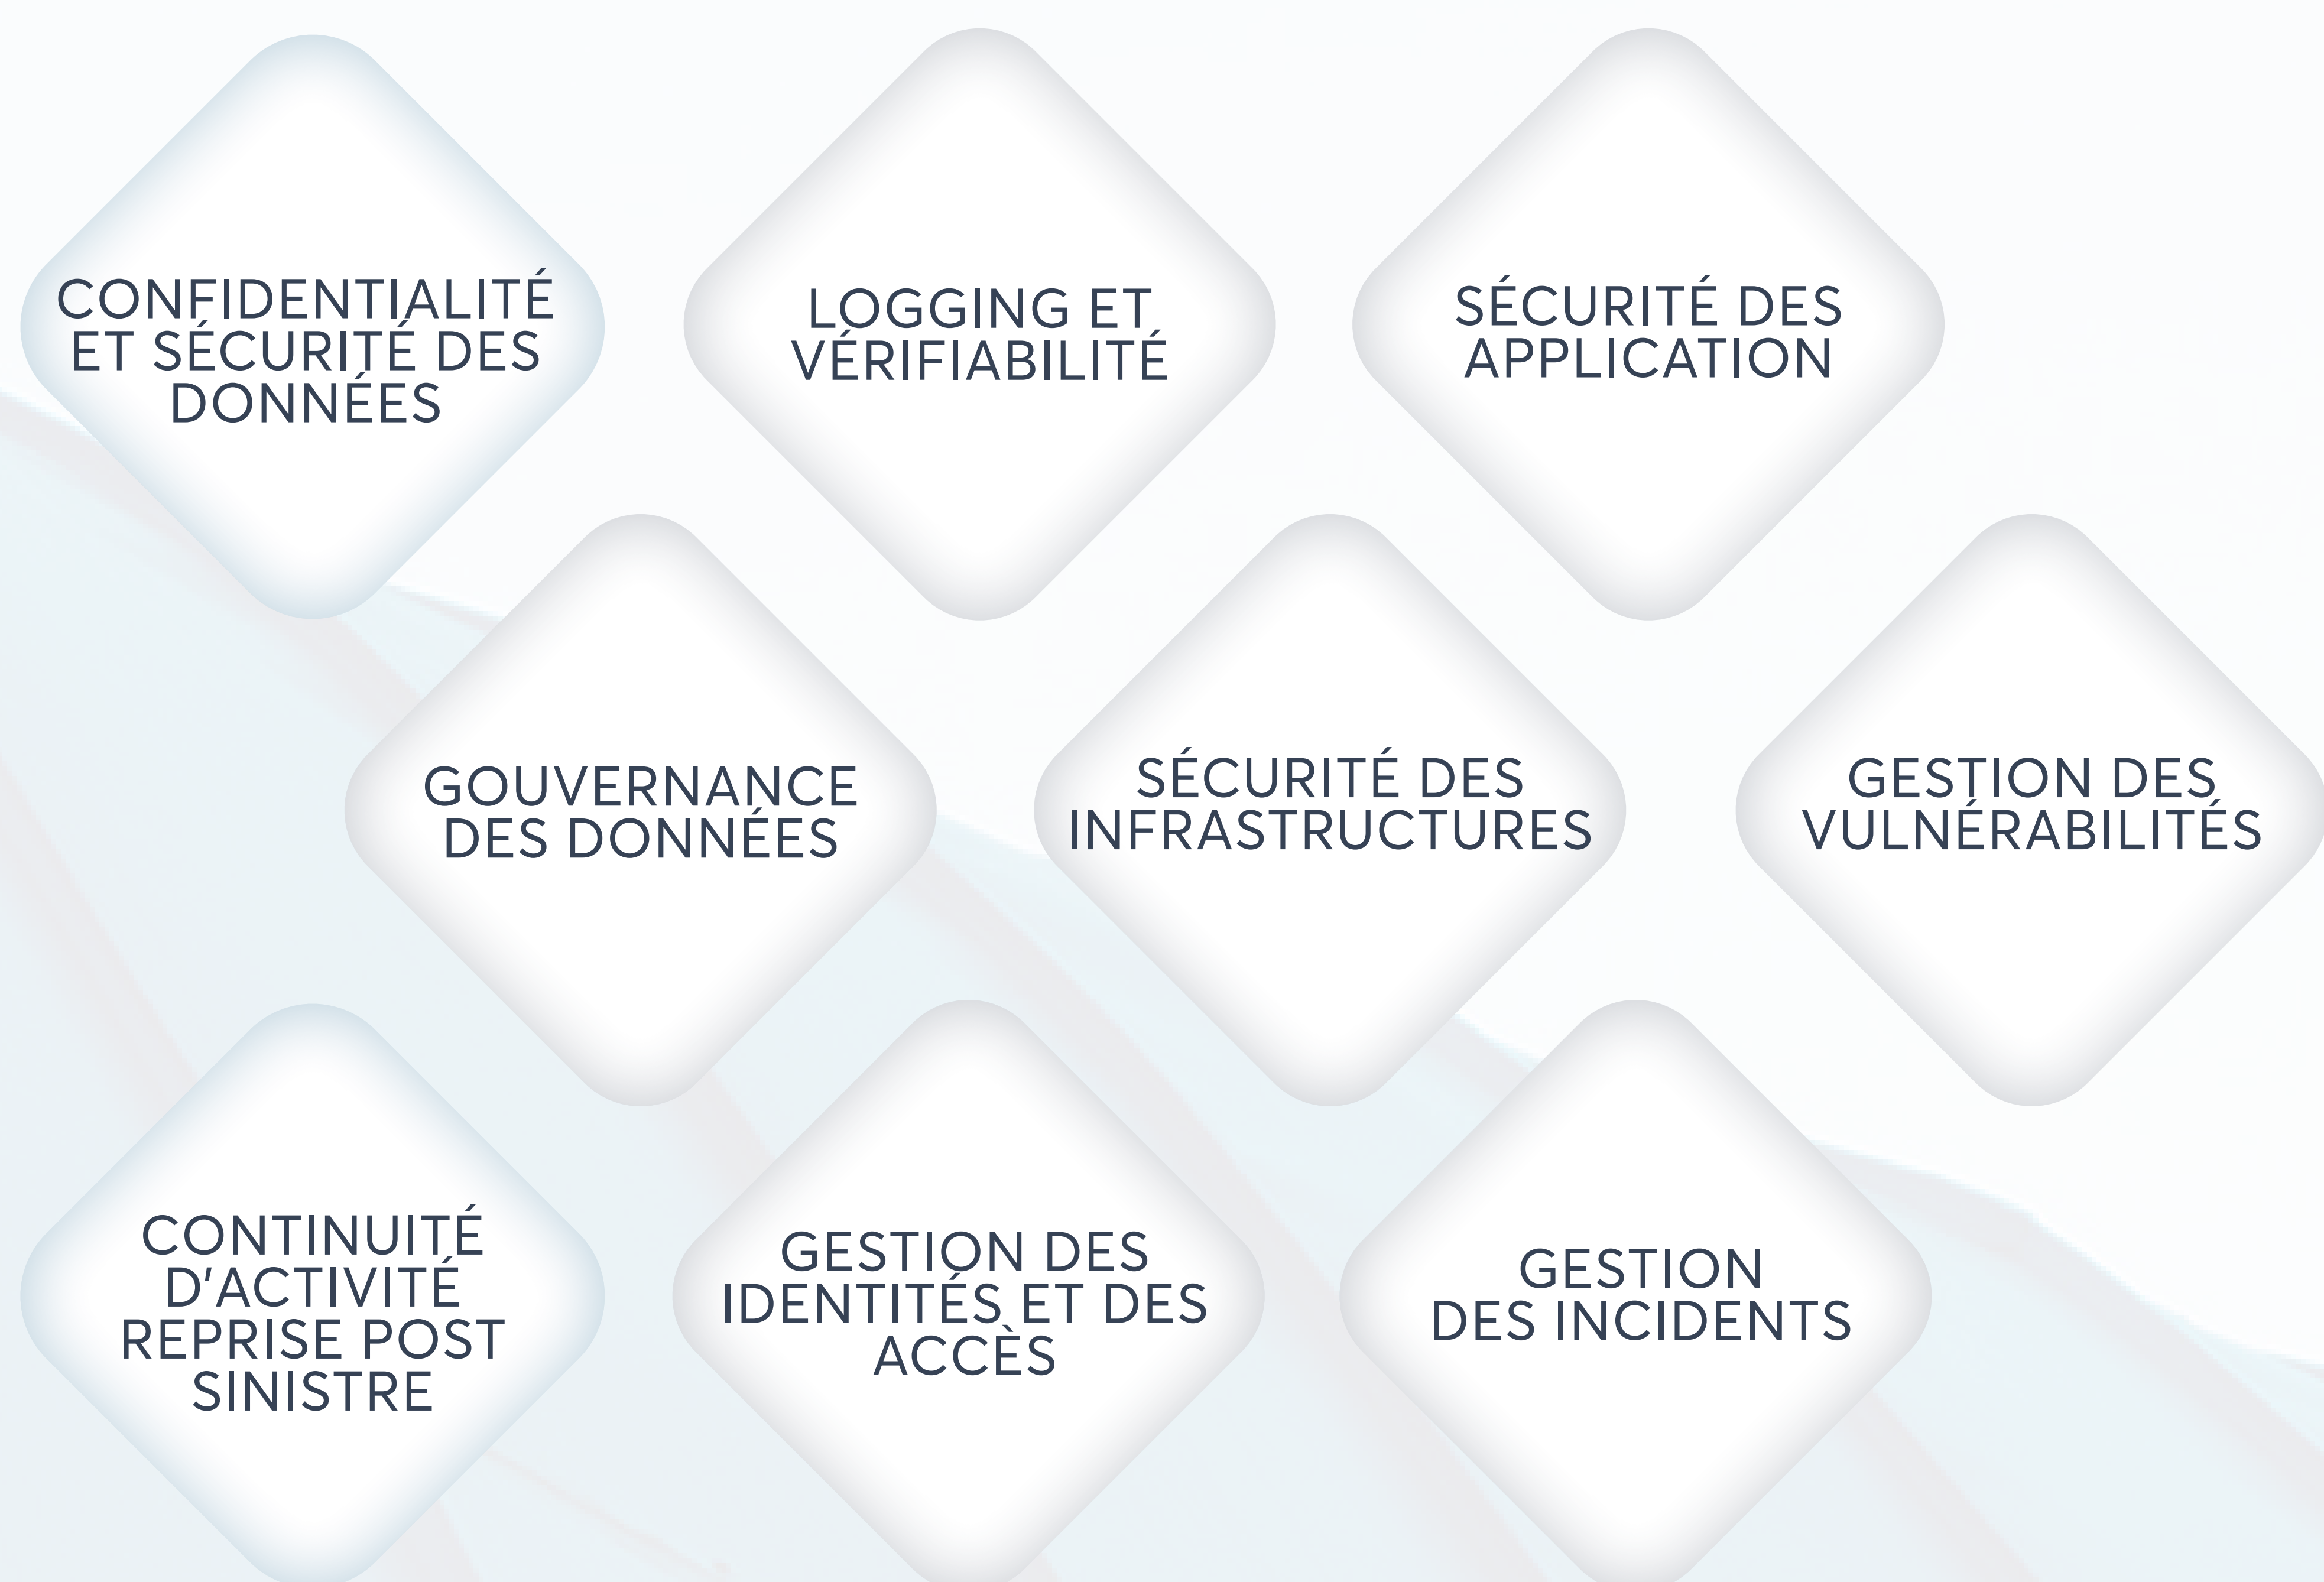 CONFIDENTIALITÉ
ET SÉCURITÉ DES
DONNÉES
LOGGING ET
VÉRIFIABILITÉ
SÉCURITÉ DES
APPLICATION
GOUVERNANCE
DES DONNÉES
SÉCURITÉ DES
INFRASTRUCTURES
GESTION DES
VULNÉRABILITÉS
CONTINUITÉ
D'ACTIVITÉ
REPRISE POST
SINISTRE
GESTION DES
IDENTITÉS ET DES
ACCÈS
GESTION
DES INCIDENTS